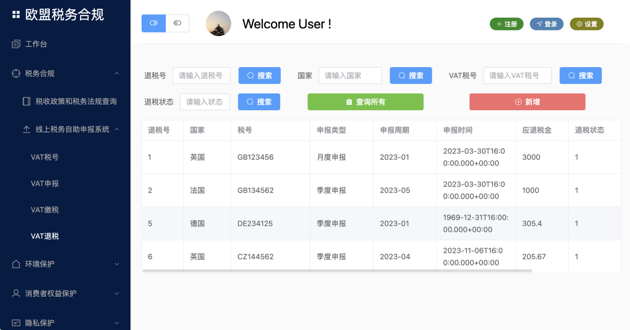 欧盟税务合规
工作台
税务合规
税收政策和税务法规查询
线上税务自助申报系统
VAT税号
VAT申报
VAT缴税
VAT退税
环境保护
消费者权益保护
隐私保护
Welcome User !
注册
登录
设置
退税号 请输入退税号 搜索 国家 请输入国家 搜索 VAT税号 请输入VAT税号 搜索
退税状态 请输入状态 搜索 查询所有 新增
退税号 国家 税号 申报类型 申报周期 申报时间 应退税金 退税状态
1 英国 GB123456 月度申报 2023-01 2023-03-30T16:00:00.000+00:00 3000 1
2 法国 GB134562 季度申报 2023-05 2023-03-30T16:00:00.000+00:00 1000 1
5 德国 DE234125 季度申报 2023-01 1969-12-31T16:00:00.000+00:00 305.4 1
6 英国 CZ144562 季度申报 2023-04 2023-11-06T16:00:00.000+00:00 205.67 1